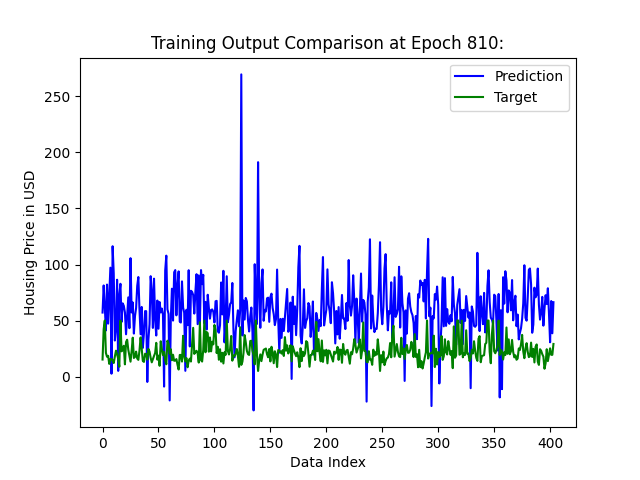 Training Output Comparison at Epoch 810:
Prediction
Target
Housing Price in USD
250
200
150
100
50
0
0 50 100 150 200 250 300 350 400
Data Index